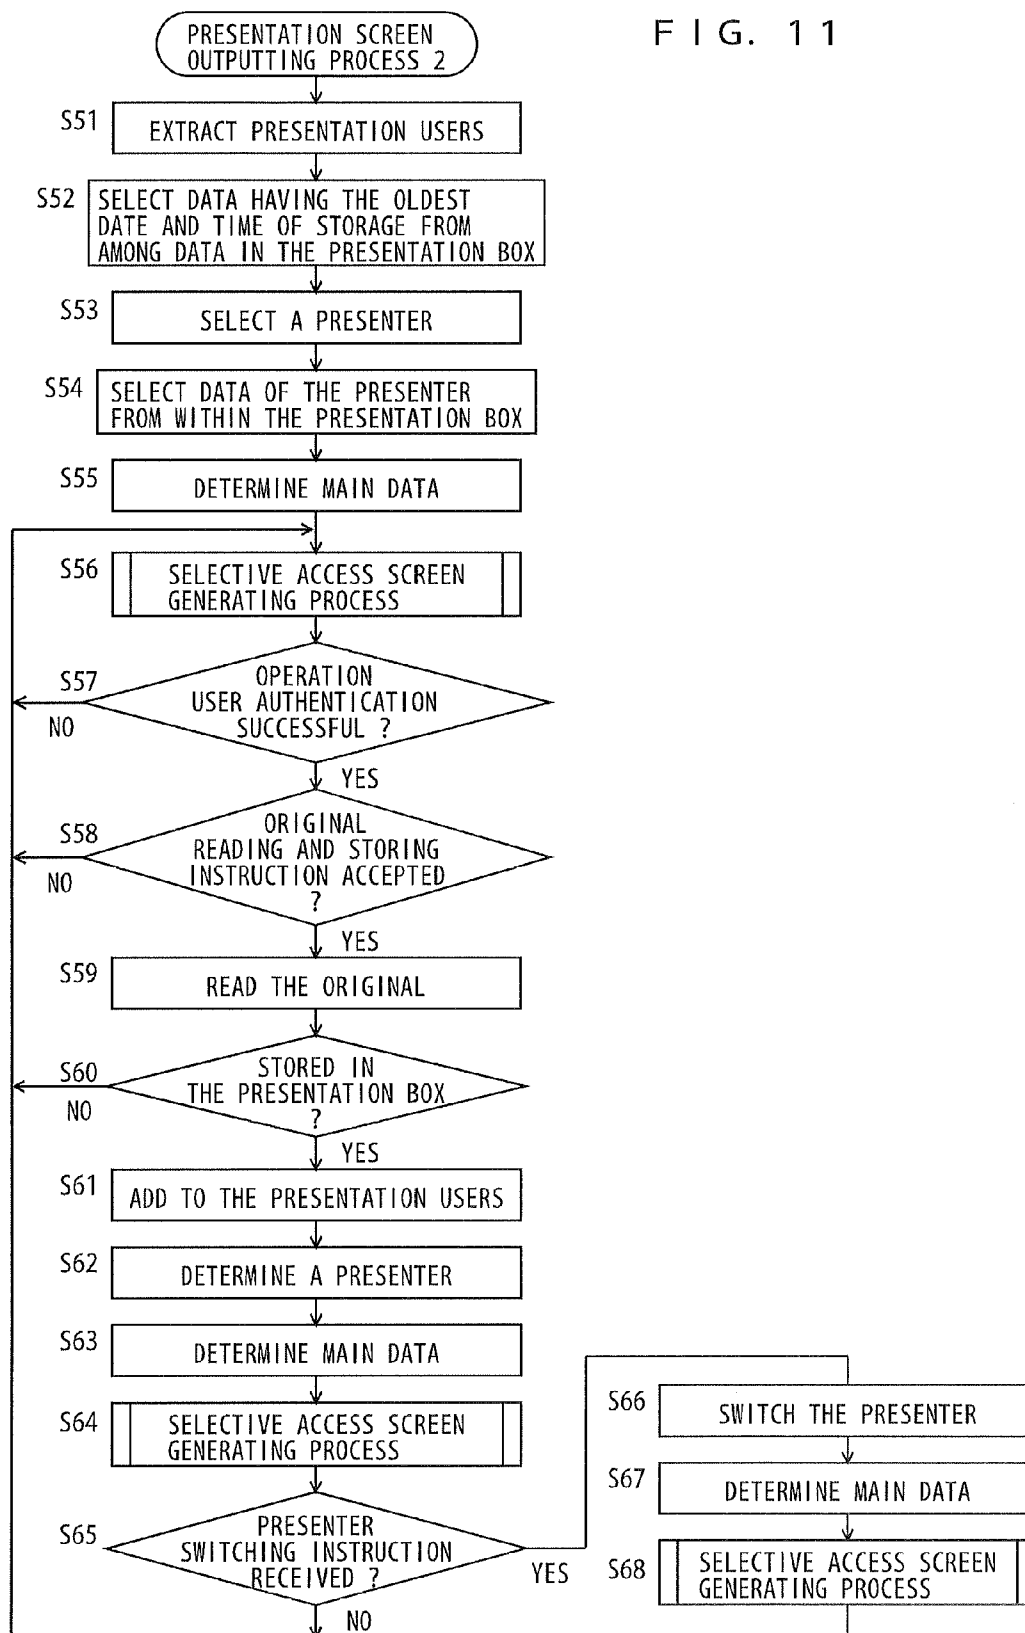 FIG. 11
PRESENTATION SCREEN
OUTPUTTING PROCESS 2
S51
EXTRACT PRESENTATION USERS
S52
SELECT DATA HAVING THE OLDEST
DATE AND TIME OF STORAGE FROM
AMONG DATA IN THE PRESENTATION BOX
S53
SELECT A PRESENTER
S54
SELECT DATA OF THE PRESENTER
FROM WITHIN THE PRESENTATION BOX
S55
DETERMINE MAIN DATA
S56
SELECTIVE ACCESS SCREEN
GENERATING PROCESS
S57
OPERATION
USER AUTHENTICATION
SUCCESSFUL ?
NO
YES
S58
ORIGINAL
READING AND STORING
INSTRUCTION ACCEPTED
?
NO
YES
S59
READ THE ORIGINAL
S60
STORED IN
THE PRESENTATION BOX
?
NO
YES
S61
ADD TO THE PRESENTATION USERS
S62
DETERMINE A PRESENTER
S63
DETERMINE MAIN DATA
S64
SELECTIVE ACCESS SCREEN
GENERATING PROCESS
S65
PRESENTER
SWITCHING INSTRUCTION
RECEIVED ?
YES
NO
S66
SWITCH THE PRESENTER
S67
DETERMINE MAIN DATA
S68
SELECTIVE ACCESS SCREEN
GENERATING PROCESS